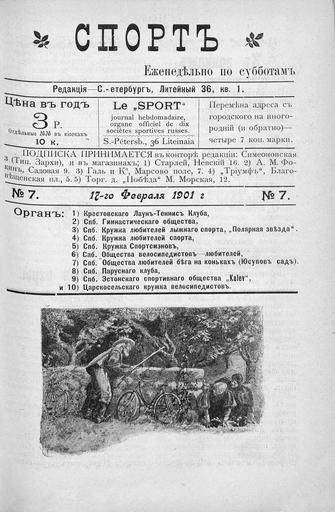 СПОРТЪ
Еженедѣльно по субботамъ
Редакція—С.-етербургъ, Литейный 36, кв. 1.
Цѣна въ годъ
3 р.
Отдѣльные №№ въ кіоскахъ
10 к.
Le „SPORT"
journal hebdomadaire,
organe officiel de dix
sociétés sportives russes.
S.-Pétersb., 36 Liteinaia
Перемѣна адреса съ
городского на иного-
родній (и обратно)—
четыре 7 коп. марки.
ПОДПИСКА ПРИНИМАЕТСЯ въ конторѣ редакціи: Симеоновская
3 (Тип. Зархи), и въ магазинахъ; 1) Старлей, Невскій 16. 2) А. М. Фо-
кинъ, Садовая 9. 3) Галь и К°, Марсово поле, 7. 4) „Тріумфъ", Благо-
вѣщенская пл., 5. 5) Торг. д. „Побѣда" М. Морская, 12.
№ 7.
17-го Февраля 1901 г
№ 7.
Органъ: 1) Крестовскаго Лаунъ-Теннисъ Клуба,
2) Спб. Гимнастическаго общества,
3) Спб. Кружка любителей лыжнаго спорта, „Полярная звѣзда".
4) Спб. Кружка любителей спорта,
5) Спб. Кружка Спортсмэновъ,
6) Спб. Общества велосипедистовъ—любителей,
7) Спб. Общества любителей бѣга на конькахъ (Юсуповъ садъ).
8) Спб. Паруснаго клуба,
9) Спб. Эстонскаго спортивнаго общества „Kalev",
и 10) Царскосельскаго кружка велосипедистовъ.